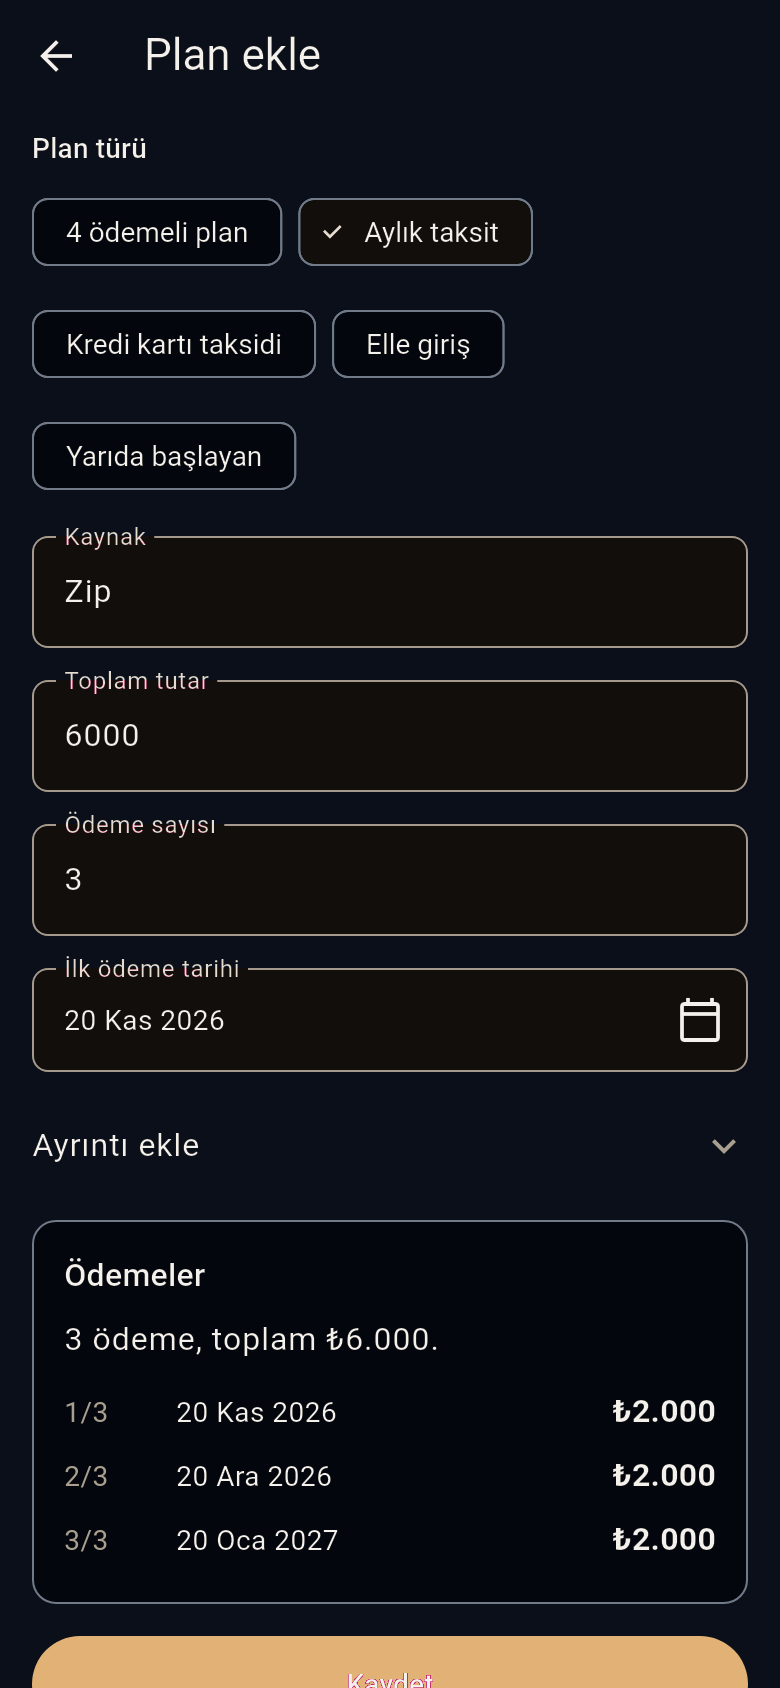 Plan ekle
Plan türü
4 ödemeli plan
Aylık taksit
Kredi kartı taksidi
Elle giriş
Yarıda başlayan
Kaynak
Zip
Toplam tutar
6000
Ödeme sayısı
3
İlk ödeme tarihi
20 Kas 2026
Ayrıntı ekle
Ödemeler
3 ödeme, toplam ₺6.000.
1/3 20 Kas 2026 ₺2.000
2/3 20 Ara 2026 ₺2.000
3/3 20 Oca 2027 ₺2.000
Kaydet